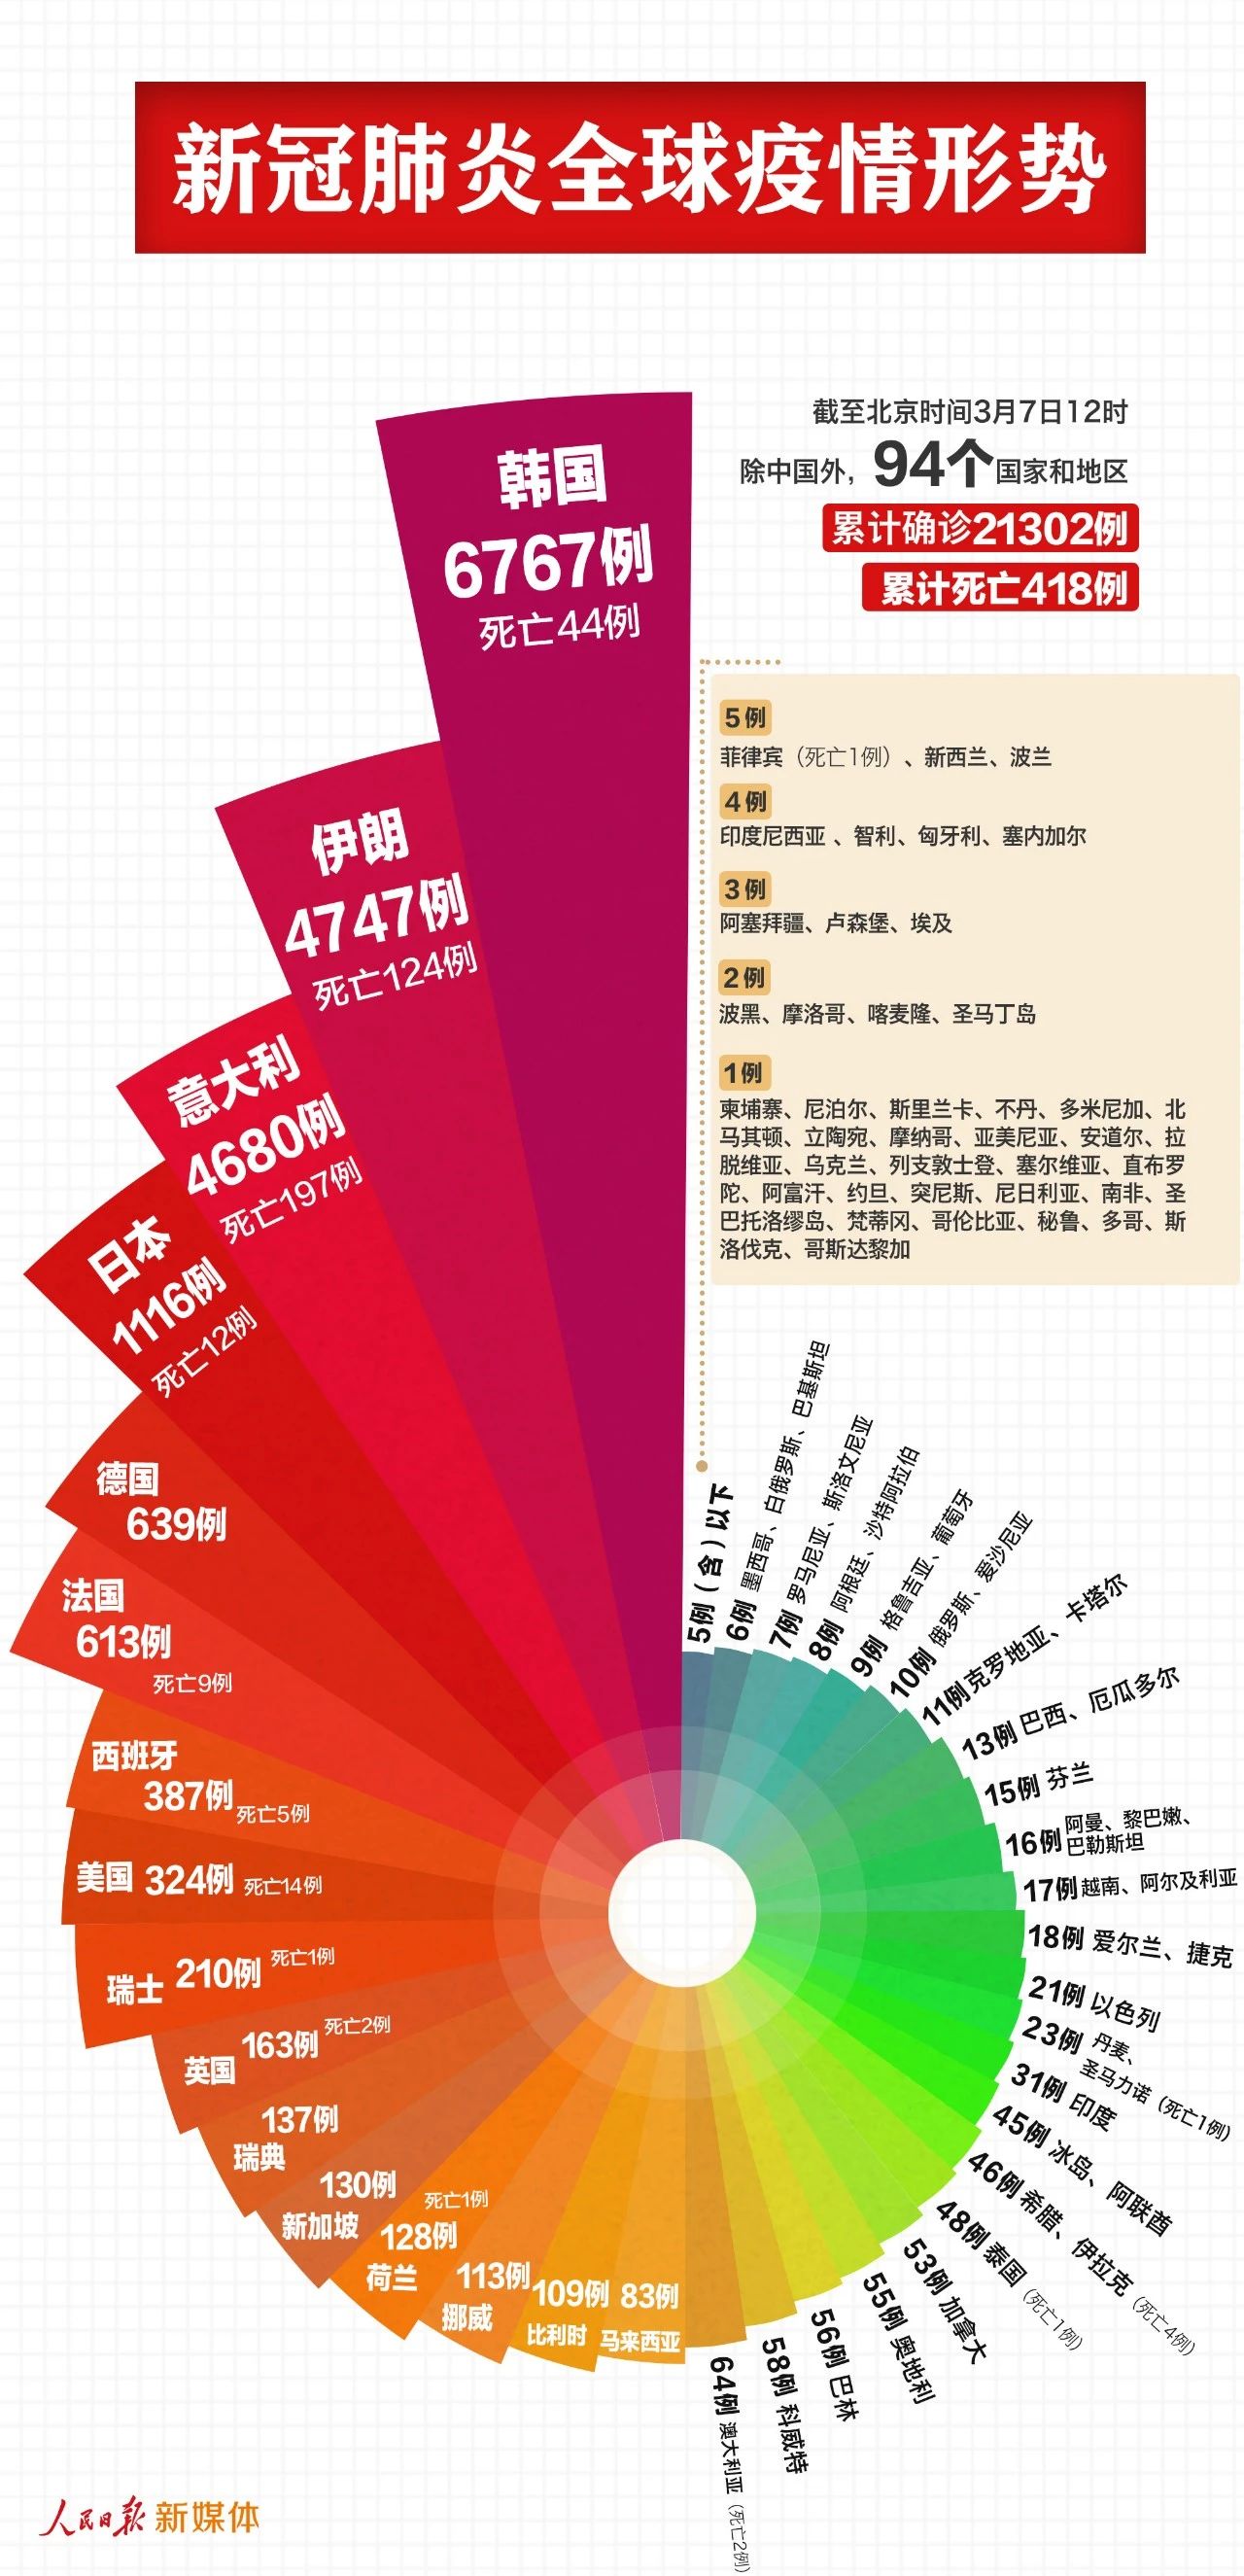 新冠肺炎全球疫情形势
截至北京时间3月7日12时
除中国外，94个国家和地区
累计确诊21302例
累计死亡418例
韩国
6767例
死亡44例
伊朗
4747例
死亡124例
意大利
4680例
死亡197例
日本
1116例
死亡12例
德国
639例
法国
613例
死亡9例
西班牙
387例 死亡5例
美国 324例 死亡14例
瑞士 210例 死亡1例
英国 163例 死亡2例
137例
瑞典
130例
新加坡
死亡1例
128例
荷兰
113例
挪威
109例
比利时
83例
马来西亚
64例 澳大利亚（死亡2例）
58例 科威特
56例 巴林
55例 奥地利
53例 加拿大
48例 泰国（死亡1例）
46例 希腊、伊拉克（死亡4例）
45例 冰岛、阿联酋
31例 印度
23例 丹麦、
圣马力诺（死亡1例）
21例 以色列
18例 爱尔兰、捷克
17例 越南、阿尔及利亚
16例 阿曼、黎巴嫩、
巴勒斯坦
15例 芬兰
13例 巴西、厄瓜多尔
11例 克罗地亚、卡塔尔
10例 俄罗斯、爱沙尼亚
9例 格鲁吉亚、葡萄牙
8例 阿根廷、沙特阿拉伯
7例 罗马尼亚、斯洛文尼亚
6例 墨西哥、白俄罗斯、巴基斯坦
5例（含）以下
5例
菲律宾（死亡1例）、新西兰、波兰
4例
印度尼西亚 、智利、匈牙利、塞内加尔
3例
阿塞拜疆、卢森堡、埃及
2例
波黑、摩洛哥、喀麦隆、圣马丁岛
1例
柬埔寨、尼泊尔、斯里兰卡、不丹、多米尼加、北
马其顿、立陶宛、摩纳哥、亚美尼亚、安道尔、拉
脱维亚、乌克兰、列支敦士登、塞尔维亚、直布罗
陀、阿富汗、约旦、突尼斯、尼日利亚、南非、圣
巴托洛缪岛、梵蒂冈、哥伦比亚、秘鲁、多哥、斯
洛伐克、哥斯达黎加
人民日报 新媒体